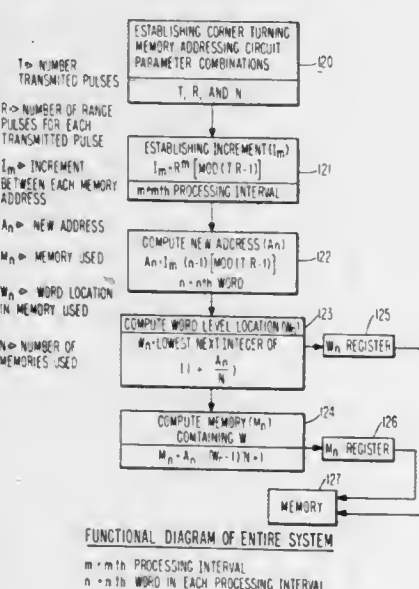 ESTABLISHING CORNER TURNING
MEMORY ADDRESSING CIRCUIT
PARAMETER COMBINATIONS
T, R, AND N
120
T⇒ NUMBER
TRANSMITED PULSES
R⇒ NUMBER OF RANGE
PULSES FOR EACH
TRANSMITTED PULSE
Im⇒ INCREMENT
BETWEEN EACH MEMORY
ADDRESS
An⇒ NEW ADDRESS
Mn⇒ MEMORY USED
Wn⇒ WORD LOCATION
IN MEMORY USED
N⇒ NUMBER OF
MEMORIES USED
ESTABLISHING INCREMENT (Im)
Im=R^m [MOD(T R-1)]
m=mth PROCESSING INTERVAL
121
COMPUTE NEW ADDRESS (An)
An=Im (n-1) [MOD(T R-1)]
n = nth WORD
122
COMPUTE WORD LEVEL LOCATION (Wn)
Wn=LOWEST NEXT INTEGER OF
(1 + An/N)
123
Wn REGISTER
125
COMPUTE MEMORY (Mn)
CONTAINING W
Mn=An (Wn-1)N+1
124
Mn REGISTER
126
MEMORY
127
FUNCTIONAL DIAGRAM OF ENTIRE SYSTEM
m = mth PROCESSING INTERVAL
n = nth WORD IN EACH PROCESSING INTERVAL